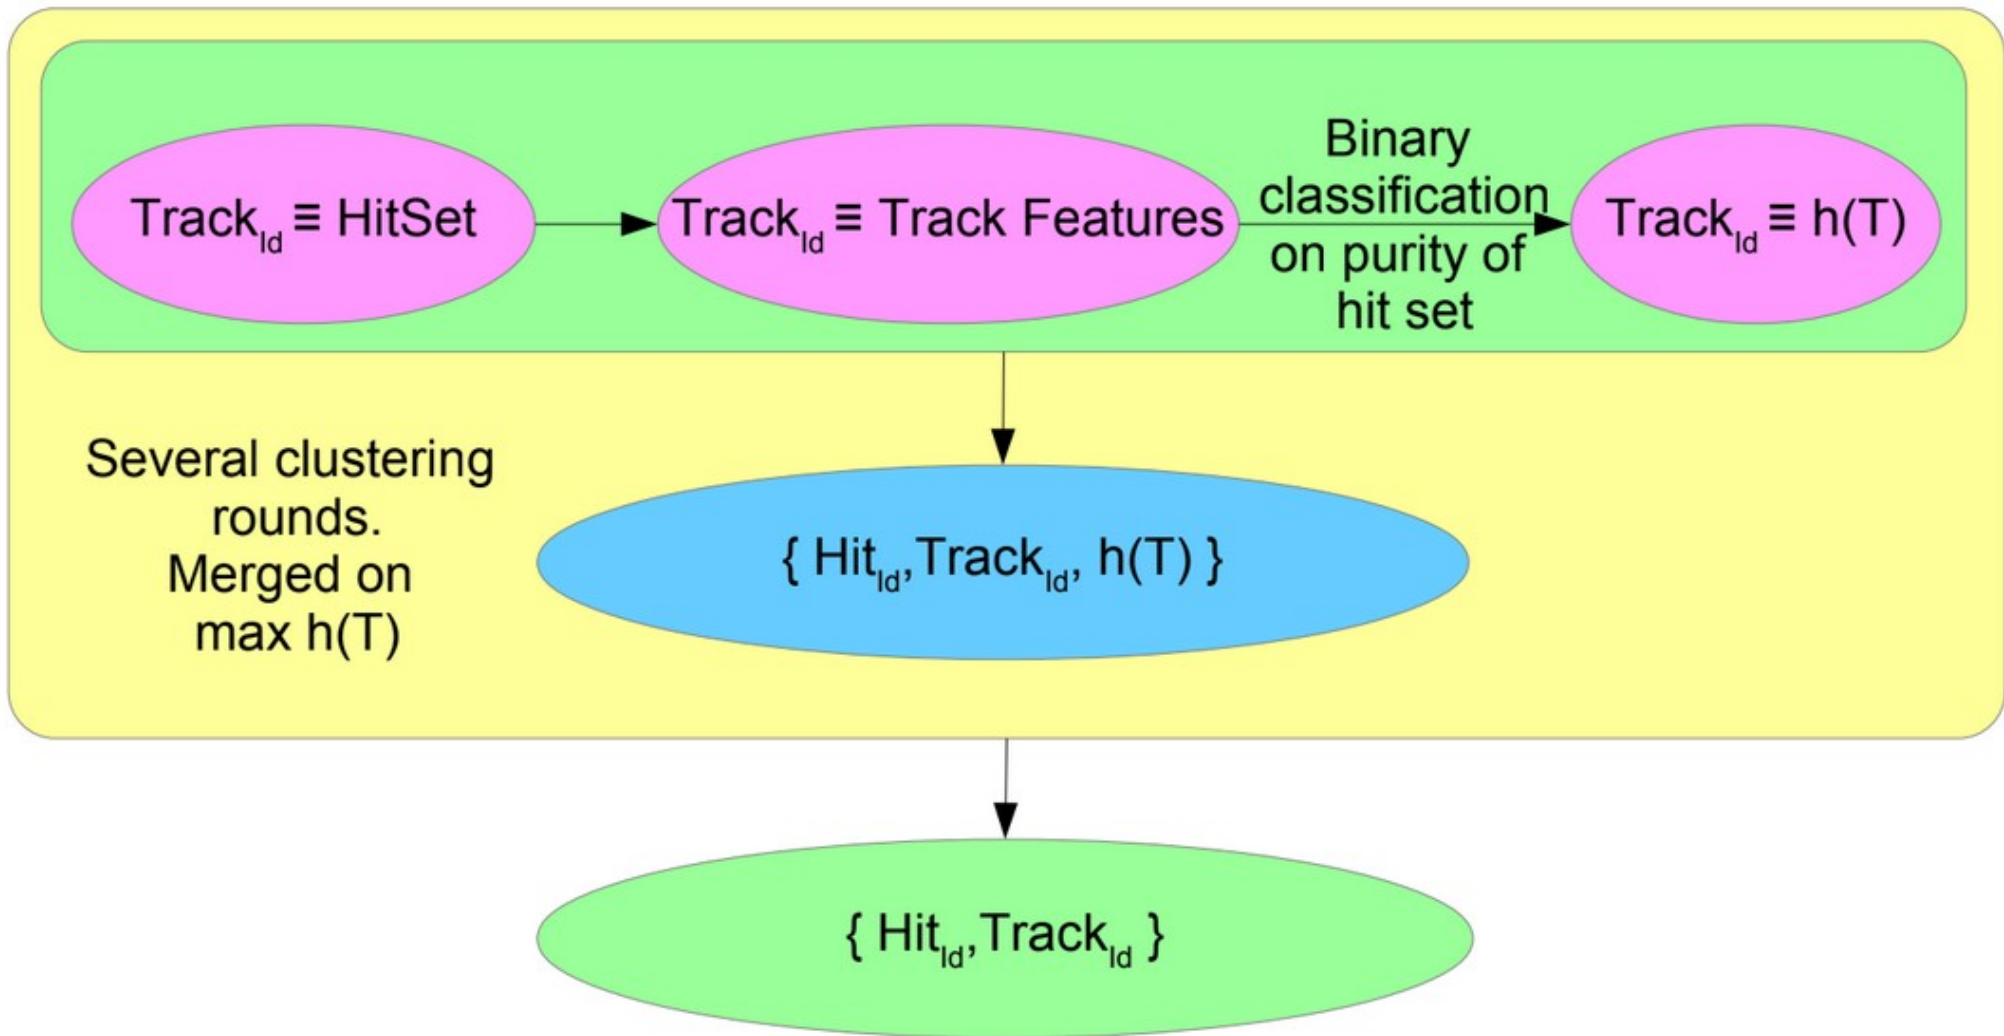 Track_Id ≡ HitSet
Track_Id ≡ Track Features
Binary
classification
on purity of
hit set
Track_Id ≡ h(T)
Several clustering
rounds.
Merged on
max h(T)
{ Hit_Id,Track_Id, h(T) }
{ Hit_Id,Track_Id }